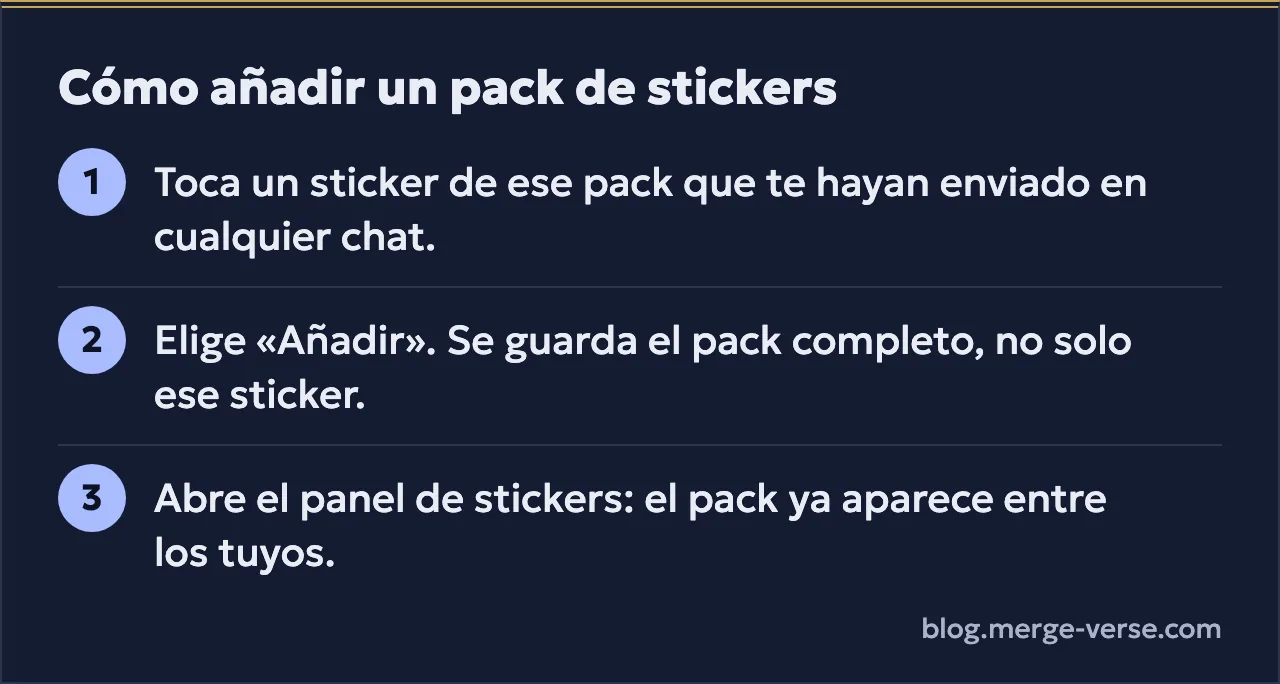 Cómo añadir un pack de stickers
1
Toca un sticker de ese pack que te hayan enviado en
cualquier chat.
2
Elige «Añadir». Se guarda el pack completo, no solo
ese sticker.
3
Abre el panel de stickers: el pack ya aparece entre
los tuyos.
blog.merge-verse.com